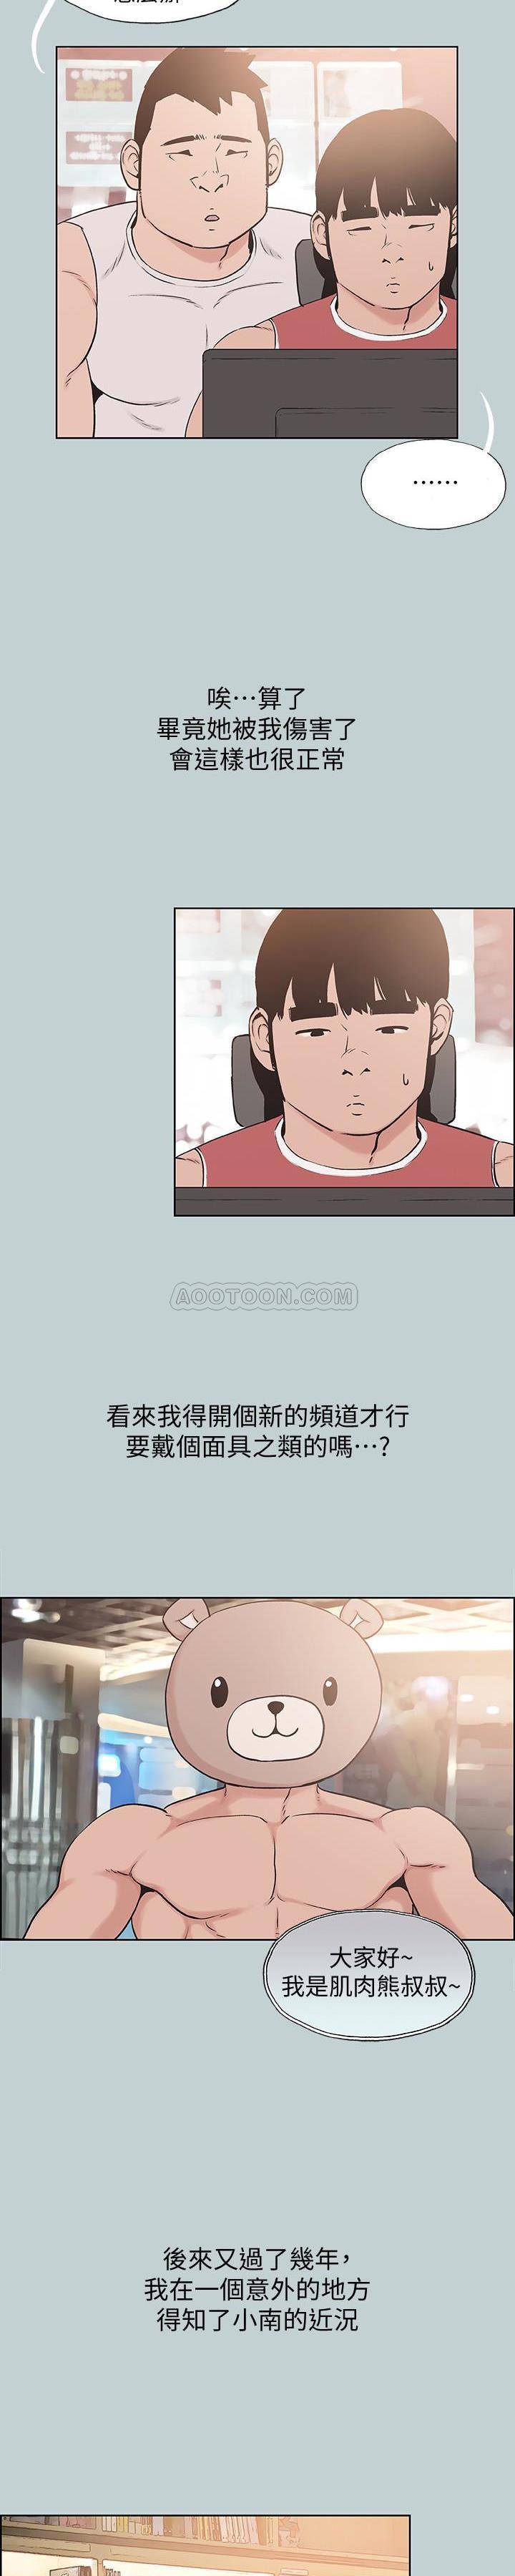 ……
唉…算了
畢竟她被我傷害了
會這樣也很正常
AOOTOON.COM
看來我得開個新的頻道才行
要戴個面具之類的嗎…?
大家好~
我是肌肉熊叔叔~
後來又過了幾年，
我在一個意外的地方
得知了小南的近況